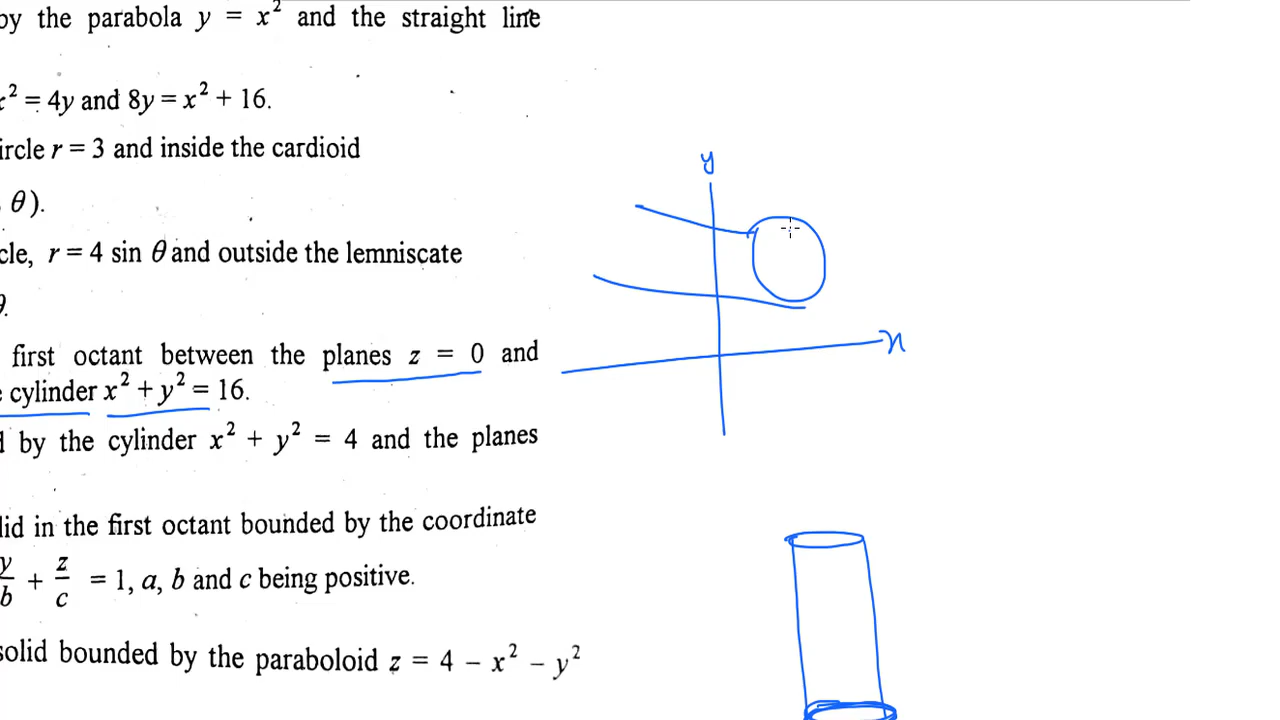 by the parabola y = x² and the straight line
x² = 4y and 8y = x² + 16.
ircle r = 3 and inside the cardioid
θ).
cle, r = 4 sin θ and outside the lemniscate
θ.
first octant between the planes z = 0 and
cylinder x² + y² = 16.
by the cylinder x² + y² = 4 and the planes
lid in the first octant bounded by the coordinate
y/b + z/c = 1, a, b and c being positive.
solid bounded by the paraboloid z = 4 − x² − y²
y
x